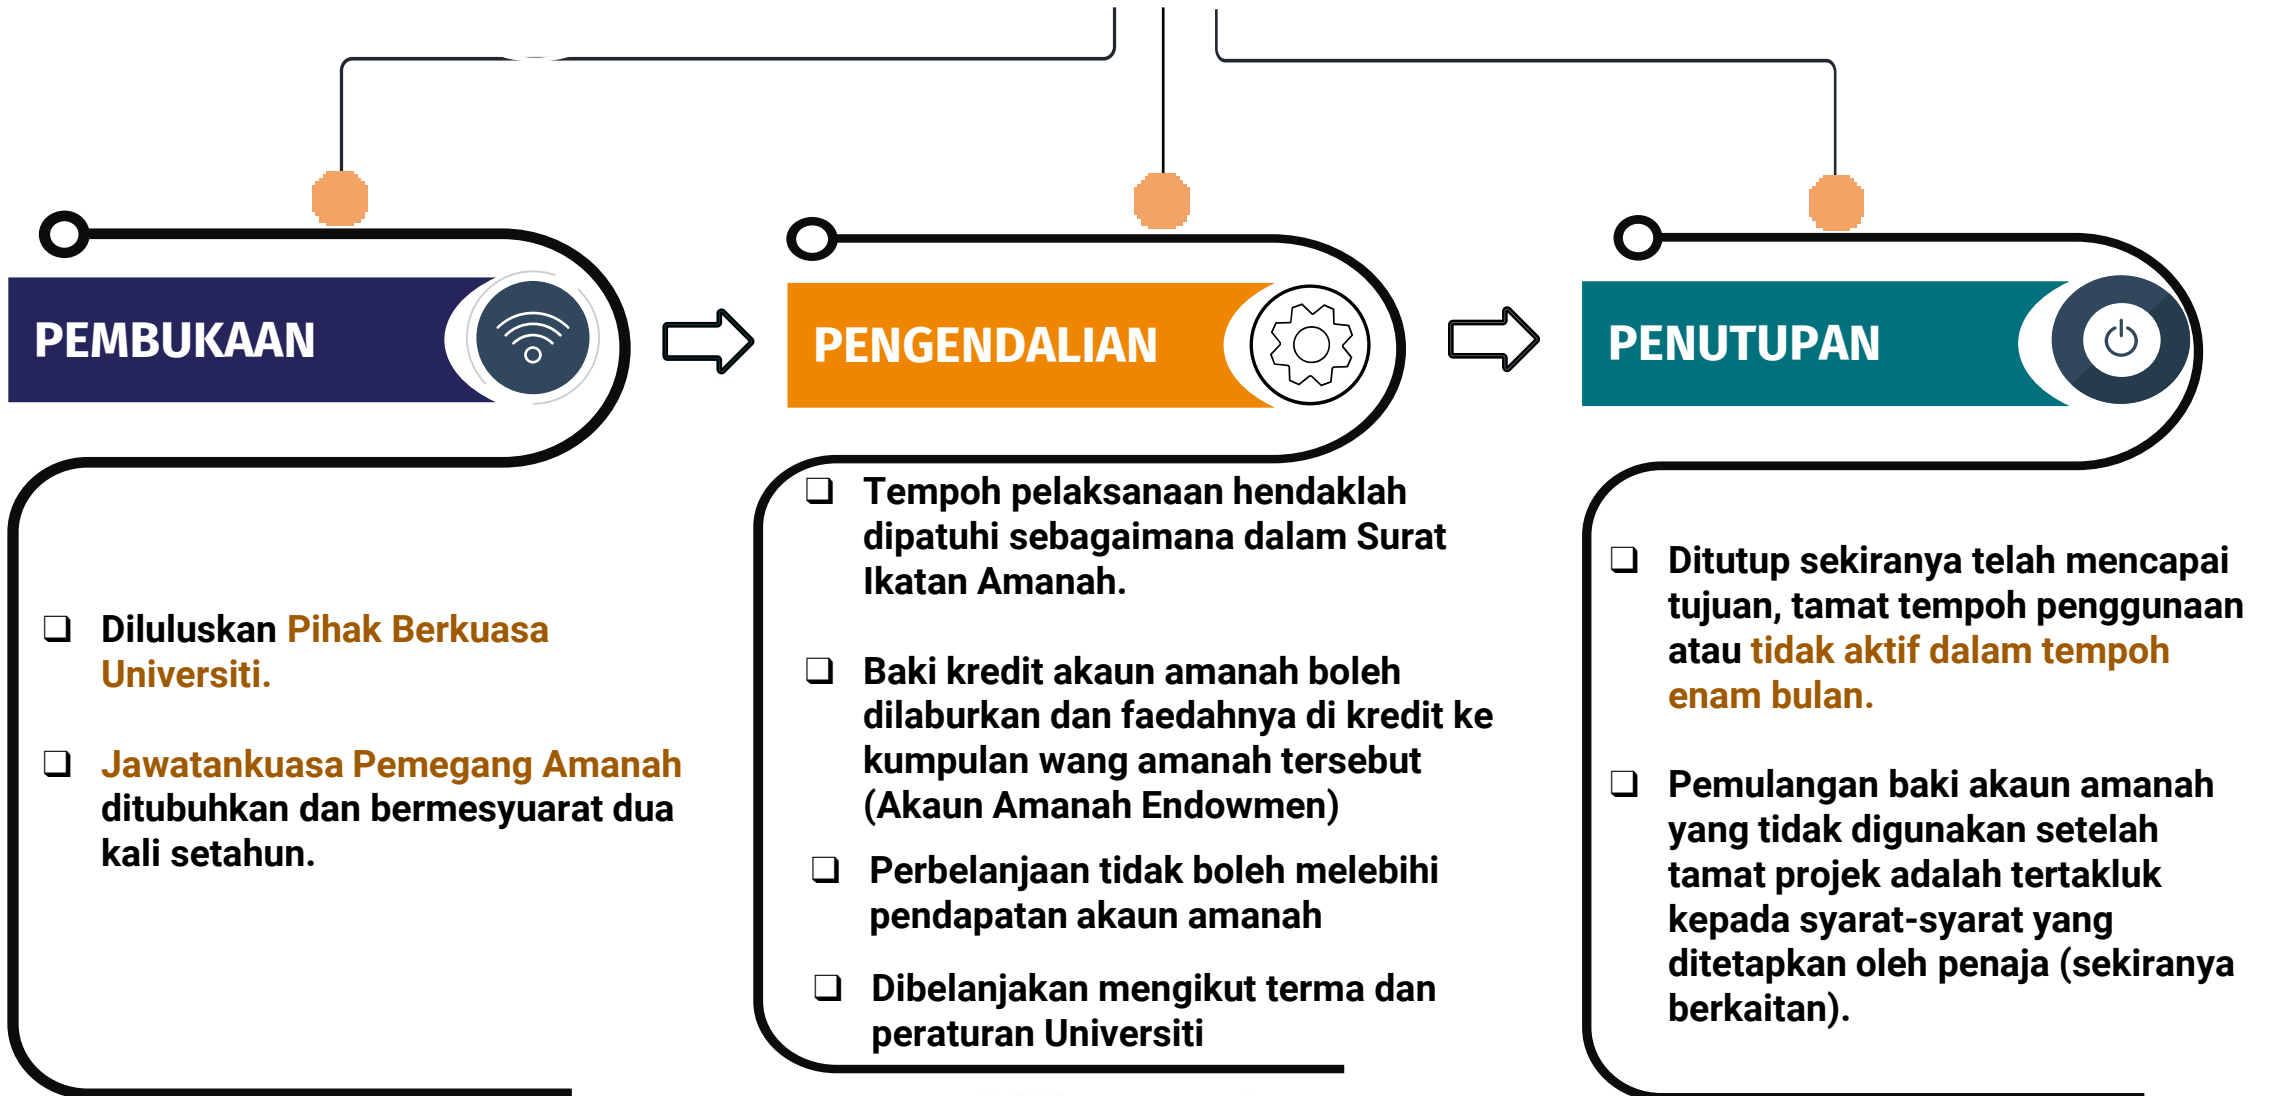 PEMBUKAAN
❑ Diluluskan Pihak Berkuasa
Universiti.
❑ Jawatankuasa Pemegang Amanah
ditubuhkan dan bermesyuarat dua
kali setahun.
PENGENDALIAN
❑ Tempoh pelaksanaan hendaklah
dipatuhi sebagaimana dalam Surat
Ikatan Amanah.
❑ Baki kredit akaun amanah boleh
dilaburkan dan faedahnya di kredit ke
kumpulan wang amanah tersebut
(Akaun Amanah Endowmen)
❑ Perbelanjaan tidak boleh melebihi
pendapatan akaun amanah
❑ Dibelanjakan mengikut terma dan
peraturan Universiti
PENUTUPAN
❑ Ditutup sekiranya telah mencapai
tujuan, tamat tempoh penggunaan
atau tidak aktif dalam tempoh
enam bulan.
❑ Pemulangan baki akaun amanah
yang tidak digunakan setelah
tamat projek adalah tertakluk
kepada syarat-syarat yang
ditetapkan oleh penaja (sekiranya
berkaitan).